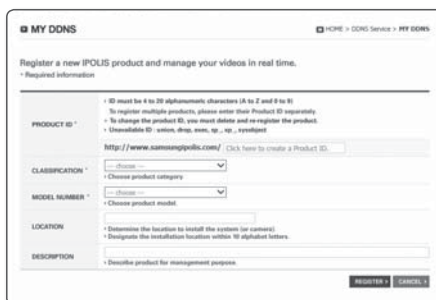 MY DDNS
HOME > DDNS Service > MY DDNS
Register a new IPOLIS product and manage your videos in real time.
* Required information
PRODUCT ID *
ID must be 4 to 20 alphanumeric characters (A to Z and 0 to 9)
To register multiple products, please enter their Product ID separately
To change the product ID, you must delete and re-register the product.
Unavailable ID : union, drop, exec, sp_, xp_, sysobject
http://www.samsungipolis.com/ Click here to create a Product ID.
CLASSIFICATION *
--- choose ---
Choose product category
MODEL NUMBER *
--- choose ---
Choose product model.
LOCATION
Determine the location to install the system (or camera)
Designate the installation location within 10 alphabet letters.
DESCRIPTION
Describe product for management purpose.
REGISTER > CANCEL >